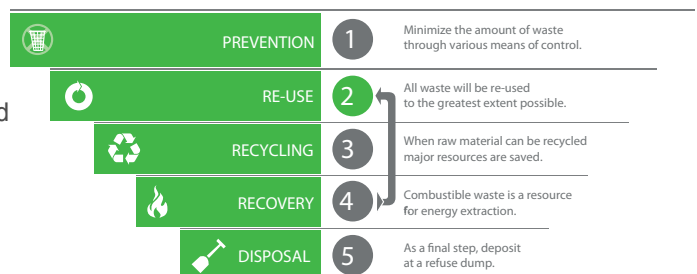 PREVENTION
1
Minimize the amount of waste
through various means of control.
d
RE-USE
2
All waste will be re-used
to the greatest extent possible.
RECYCLING
3
When raw material can be recycled
major resources are saved.
RECOVERY
4
Combustible waste is a resource
for energy extraction.
DISPOSAL
5
As a final step, deposit
at a refuse dump.